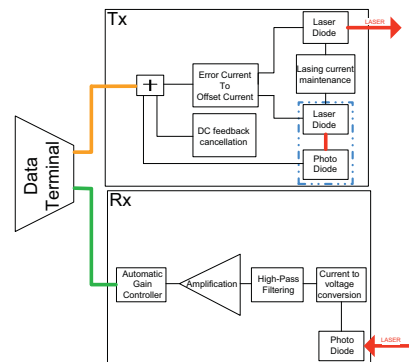 Tx
Laser
Diode
LASER
Lasing current
maintenance
+
Error Current
To
Offset Current
Laser
Diode
DC feedback
cancellation
Photo
Diode
Data
Terminal
Rx
Automatic
Gain
Controller
Amplification
High-Pass
Filtering
Current to
voltage
conversion
Photo
Diode
LASER